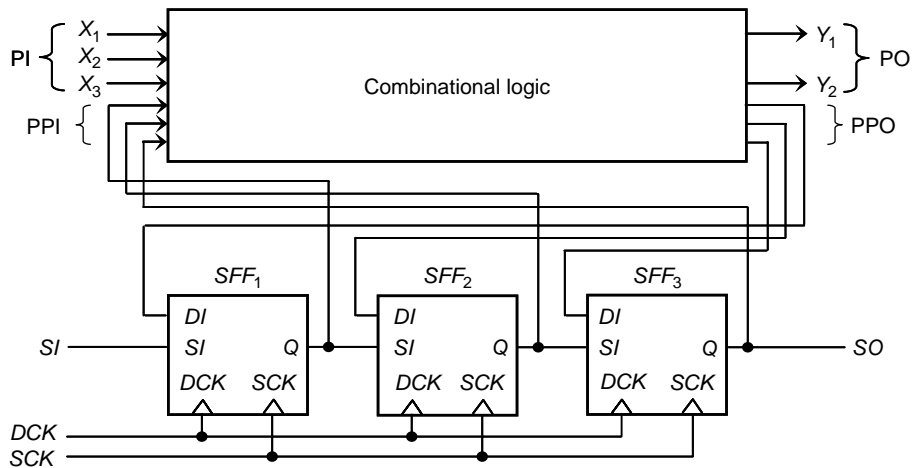 PI
X1
X2
X3
PPI
Combinational logic
Y1
Y2
PO
PPO
SFF1
SFF2
SFF3
DI
SI
Q
DCK
SCK
DI
SI
Q
DCK
SCK
DI
SI
Q
DCK
SCK
SI
SO
DCK
SCK